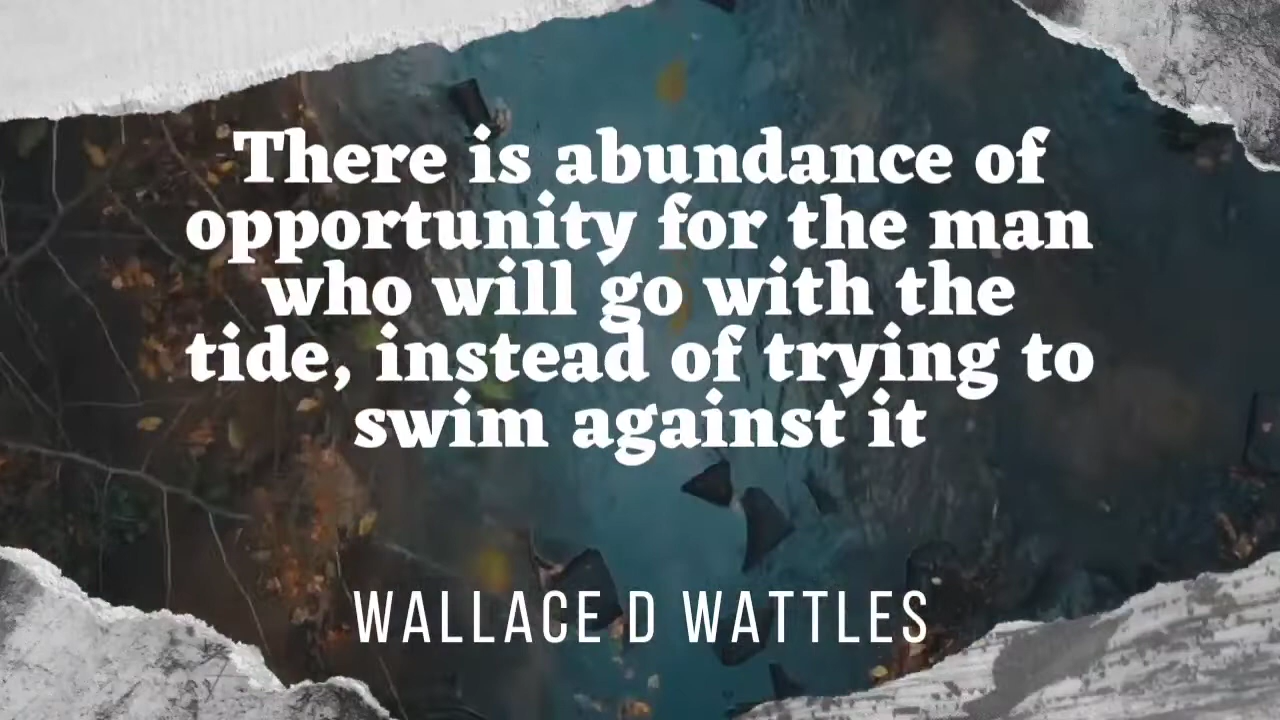 There is abundance of
opportunity for the man
who will go with the
tide, instead of trying to
swim against it
WALLACE D WATTLES